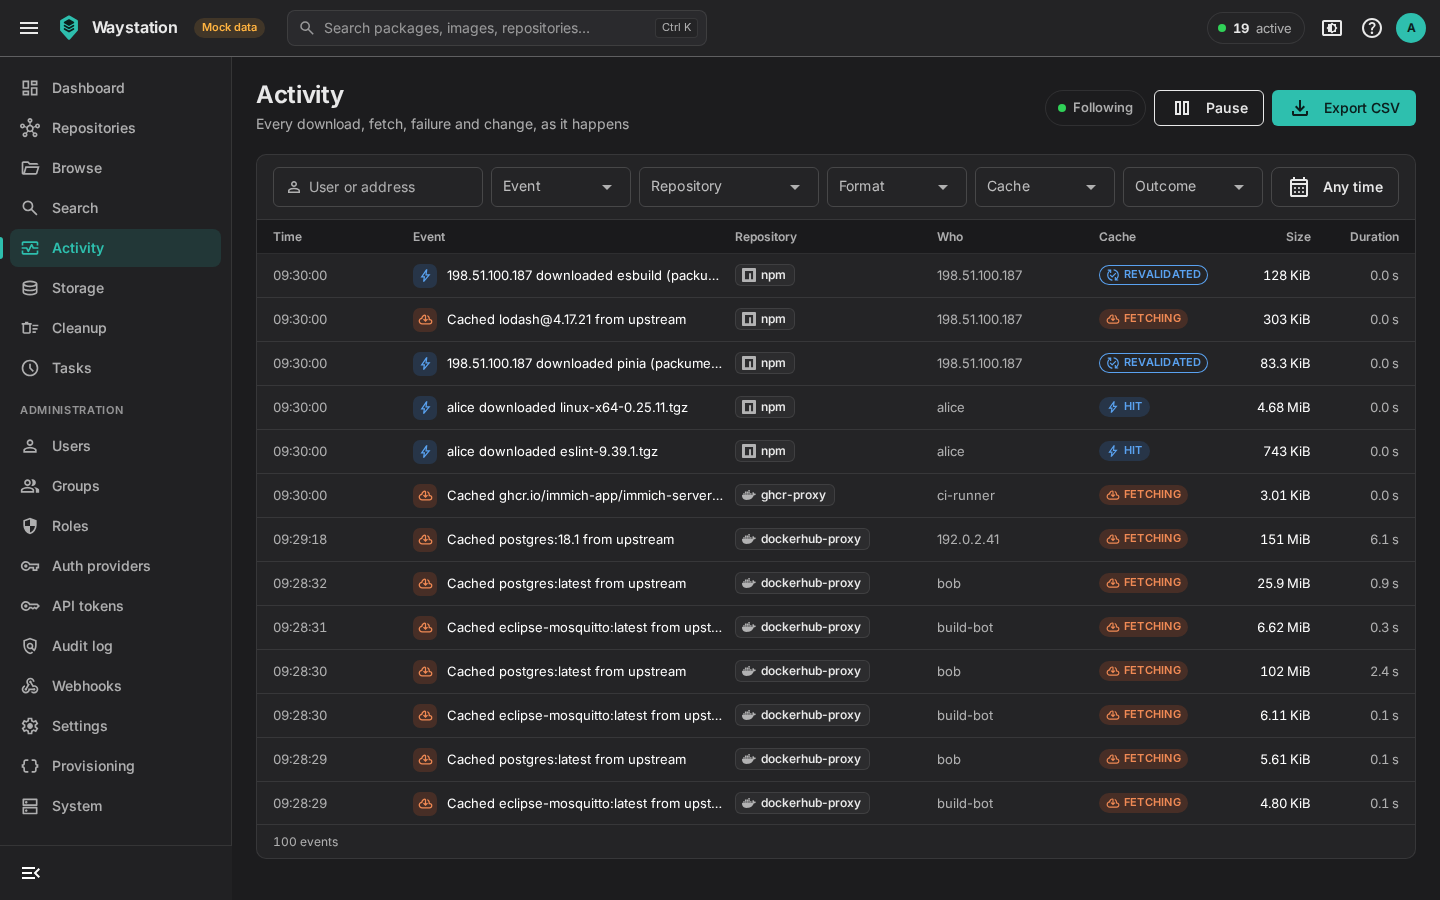 Waystation Mock data Search packages, images, repositories... Ctrl K 19 active A
Dashboard
Repositories
Browse
Search
Activity
Storage
Cleanup
Tasks
ADMINISTRATION
Users
Groups
Roles
Auth providers
API tokens
Audit log
Webhooks
Settings
Provisioning
System
Activity
Every download, fetch, failure and change, as it happens
Following Pause Export CSV
User or address Event Repository Format Cache Outcome Any time
Time Event Repository Who Cache Size Duration
09:30:00 198.51.100.187 downloaded esbuild (packu... npm 198.51.100.187 REVALIDATED 128 KiB 0.0 s
09:30:00 Cached lodash@4.17.21 from upstream npm 198.51.100.187 FETCHING 303 KiB 0.0 s
09:30:00 198.51.100.187 downloaded pinia (packume... npm 198.51.100.187 REVALIDATED 83.3 KiB 0.0 s
09:30:00 alice downloaded linux-x64-0.25.11.tgz npm alice HIT 4.68 MiB 0.0 s
09:30:00 alice downloaded eslint-9.39.1.tgz npm alice HIT 743 KiB 0.0 s
09:30:00 Cached ghcr.io/immich-app/immich-server... ghcr-proxy ci-runner FETCHING 3.01 KiB 0.0 s
09:29:18 Cached postgres:18.1 from upstream dockerhub-proxy 192.0.2.41 FETCHING 151 MiB 6.1 s
09:28:32 Cached postgres:latest from upstream dockerhub-proxy bob FETCHING 25.9 MiB 0.9 s
09:28:31 Cached eclipse-mosquitto:latest from upst... dockerhub-proxy build-bot FETCHING 6.62 MiB 0.3 s
09:28:30 Cached postgres:latest from upstream dockerhub-proxy bob FETCHING 102 MiB 2.4 s
09:28:30 Cached eclipse-mosquitto:latest from upst... dockerhub-proxy build-bot FETCHING 6.11 KiB 0.1 s
09:28:29 Cached postgres:latest from upstream dockerhub-proxy bob FETCHING 5.61 KiB 0.1 s
09:28:29 Cached eclipse-mosquitto:latest from upst... dockerhub-proxy build-bot FETCHING 4.80 KiB 0.1 s
100 events